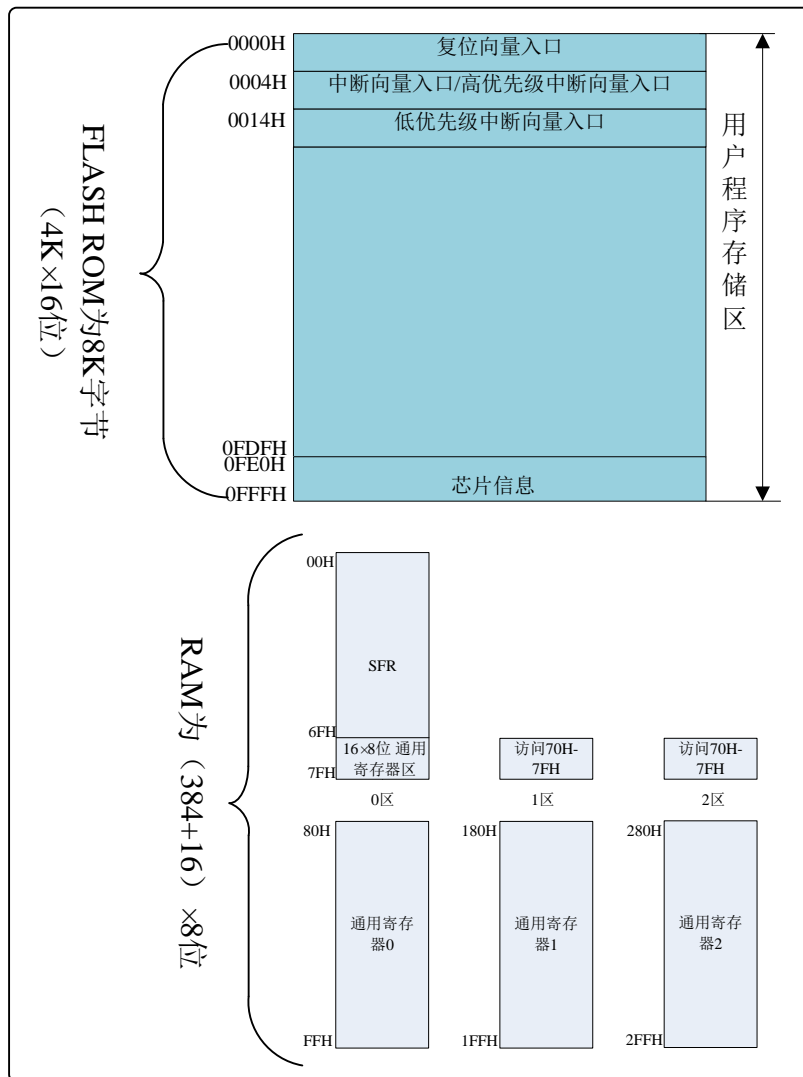 0000H
复位向量入口
0004H
中断向量入口/高优先级中断向量入口
0014H
低优先级中断向量入口
用户程序存储区
FLASH ROM为8K字节
（4K×16位）
0FDFH
0FE0H
芯片信息
0FFFH
RAM为（384+16）×8位
00H
SFR
6FH
16×8位 通用
寄存器区
7FH
访问70H-
7FH
访问70H-
7FH
0区
1区
2区
80H
180H
280H
通用寄存
器0
通用寄存
器1
通用寄存
器2
FFH
1FFH
2FFH